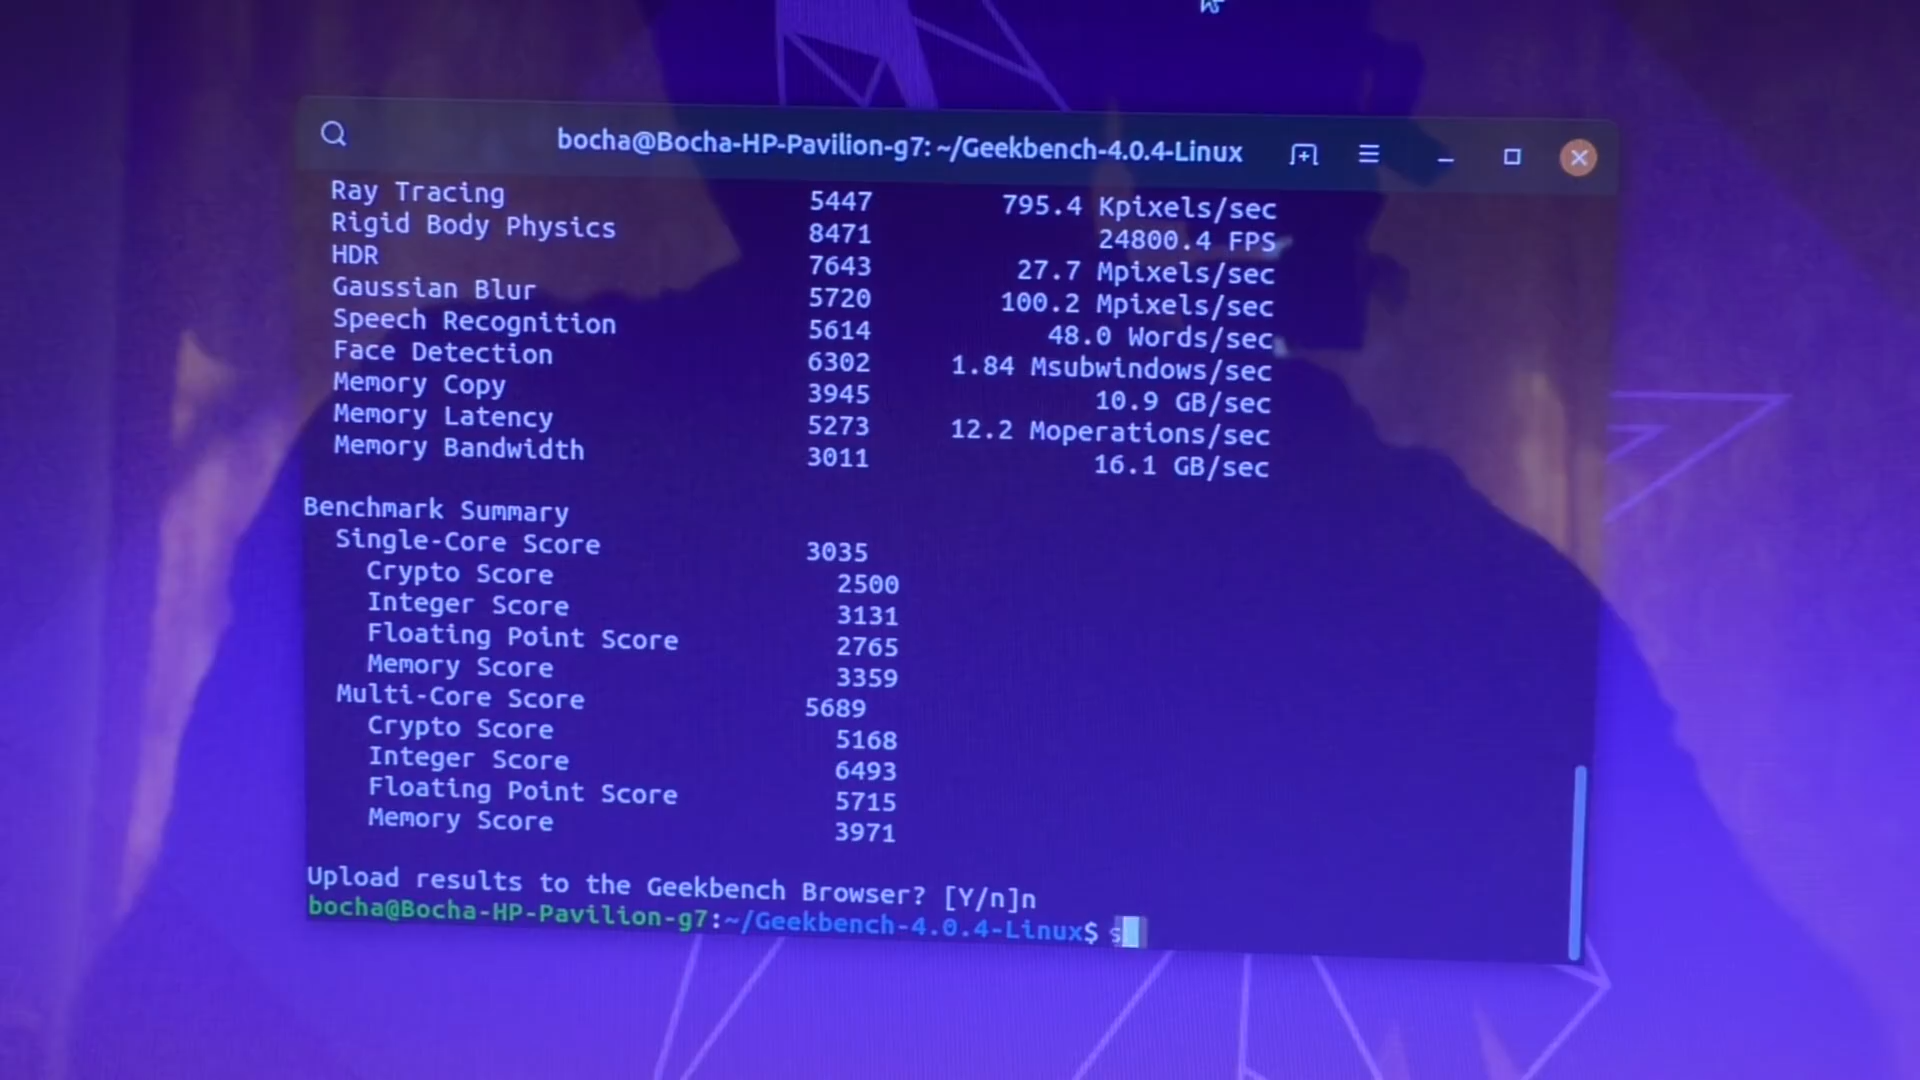 bocha@Bocha-HP-Pavilion-g7: ~/Geekbench-4.0.4-Linux
Ray Tracing 5447 795.4 Kpixels/sec
Rigid Body Physics 8471 24800.4 FPS
HDR 7643 27.7 Mpixels/sec
Gaussian Blur 5720 100.2 Mpixels/sec
Speech Recognition 5614 48.0 Words/sec
Face Detection 6302 1.84 Msubwindows/sec
Memory Copy 3945 10.9 GB/sec
Memory Latency 5273 12.2 Moperations/sec
Memory Bandwidth 3011 16.1 GB/sec
Benchmark Summary
Single-Core Score 3035
Crypto Score 2500
Integer Score 3131
Floating Point Score 2765
Memory Score 3359
Multi-Core Score 5689
Crypto Score 5168
Integer Score 6493
Floating Point Score 5715
Memory Score 3971
Upload results to the Geekbench Browser? [Y/n]n
bocha@Bocha-HP-Pavilion-g7:~/Geekbench-4.0.4-Linux$ s